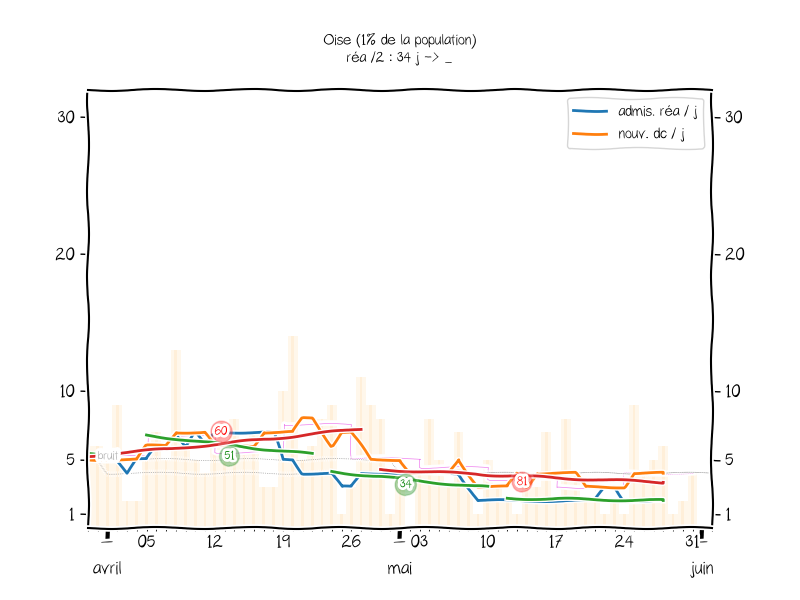 Oise (1% de la population)
réa /2 : 34 j -> _
admis. réa / j
nouv. dc / j
30
30
20
20
10
10
5
5
1
1
bruit
60
51
34
81
05 12 19 26 03 10 17 24 31
avril mai juin